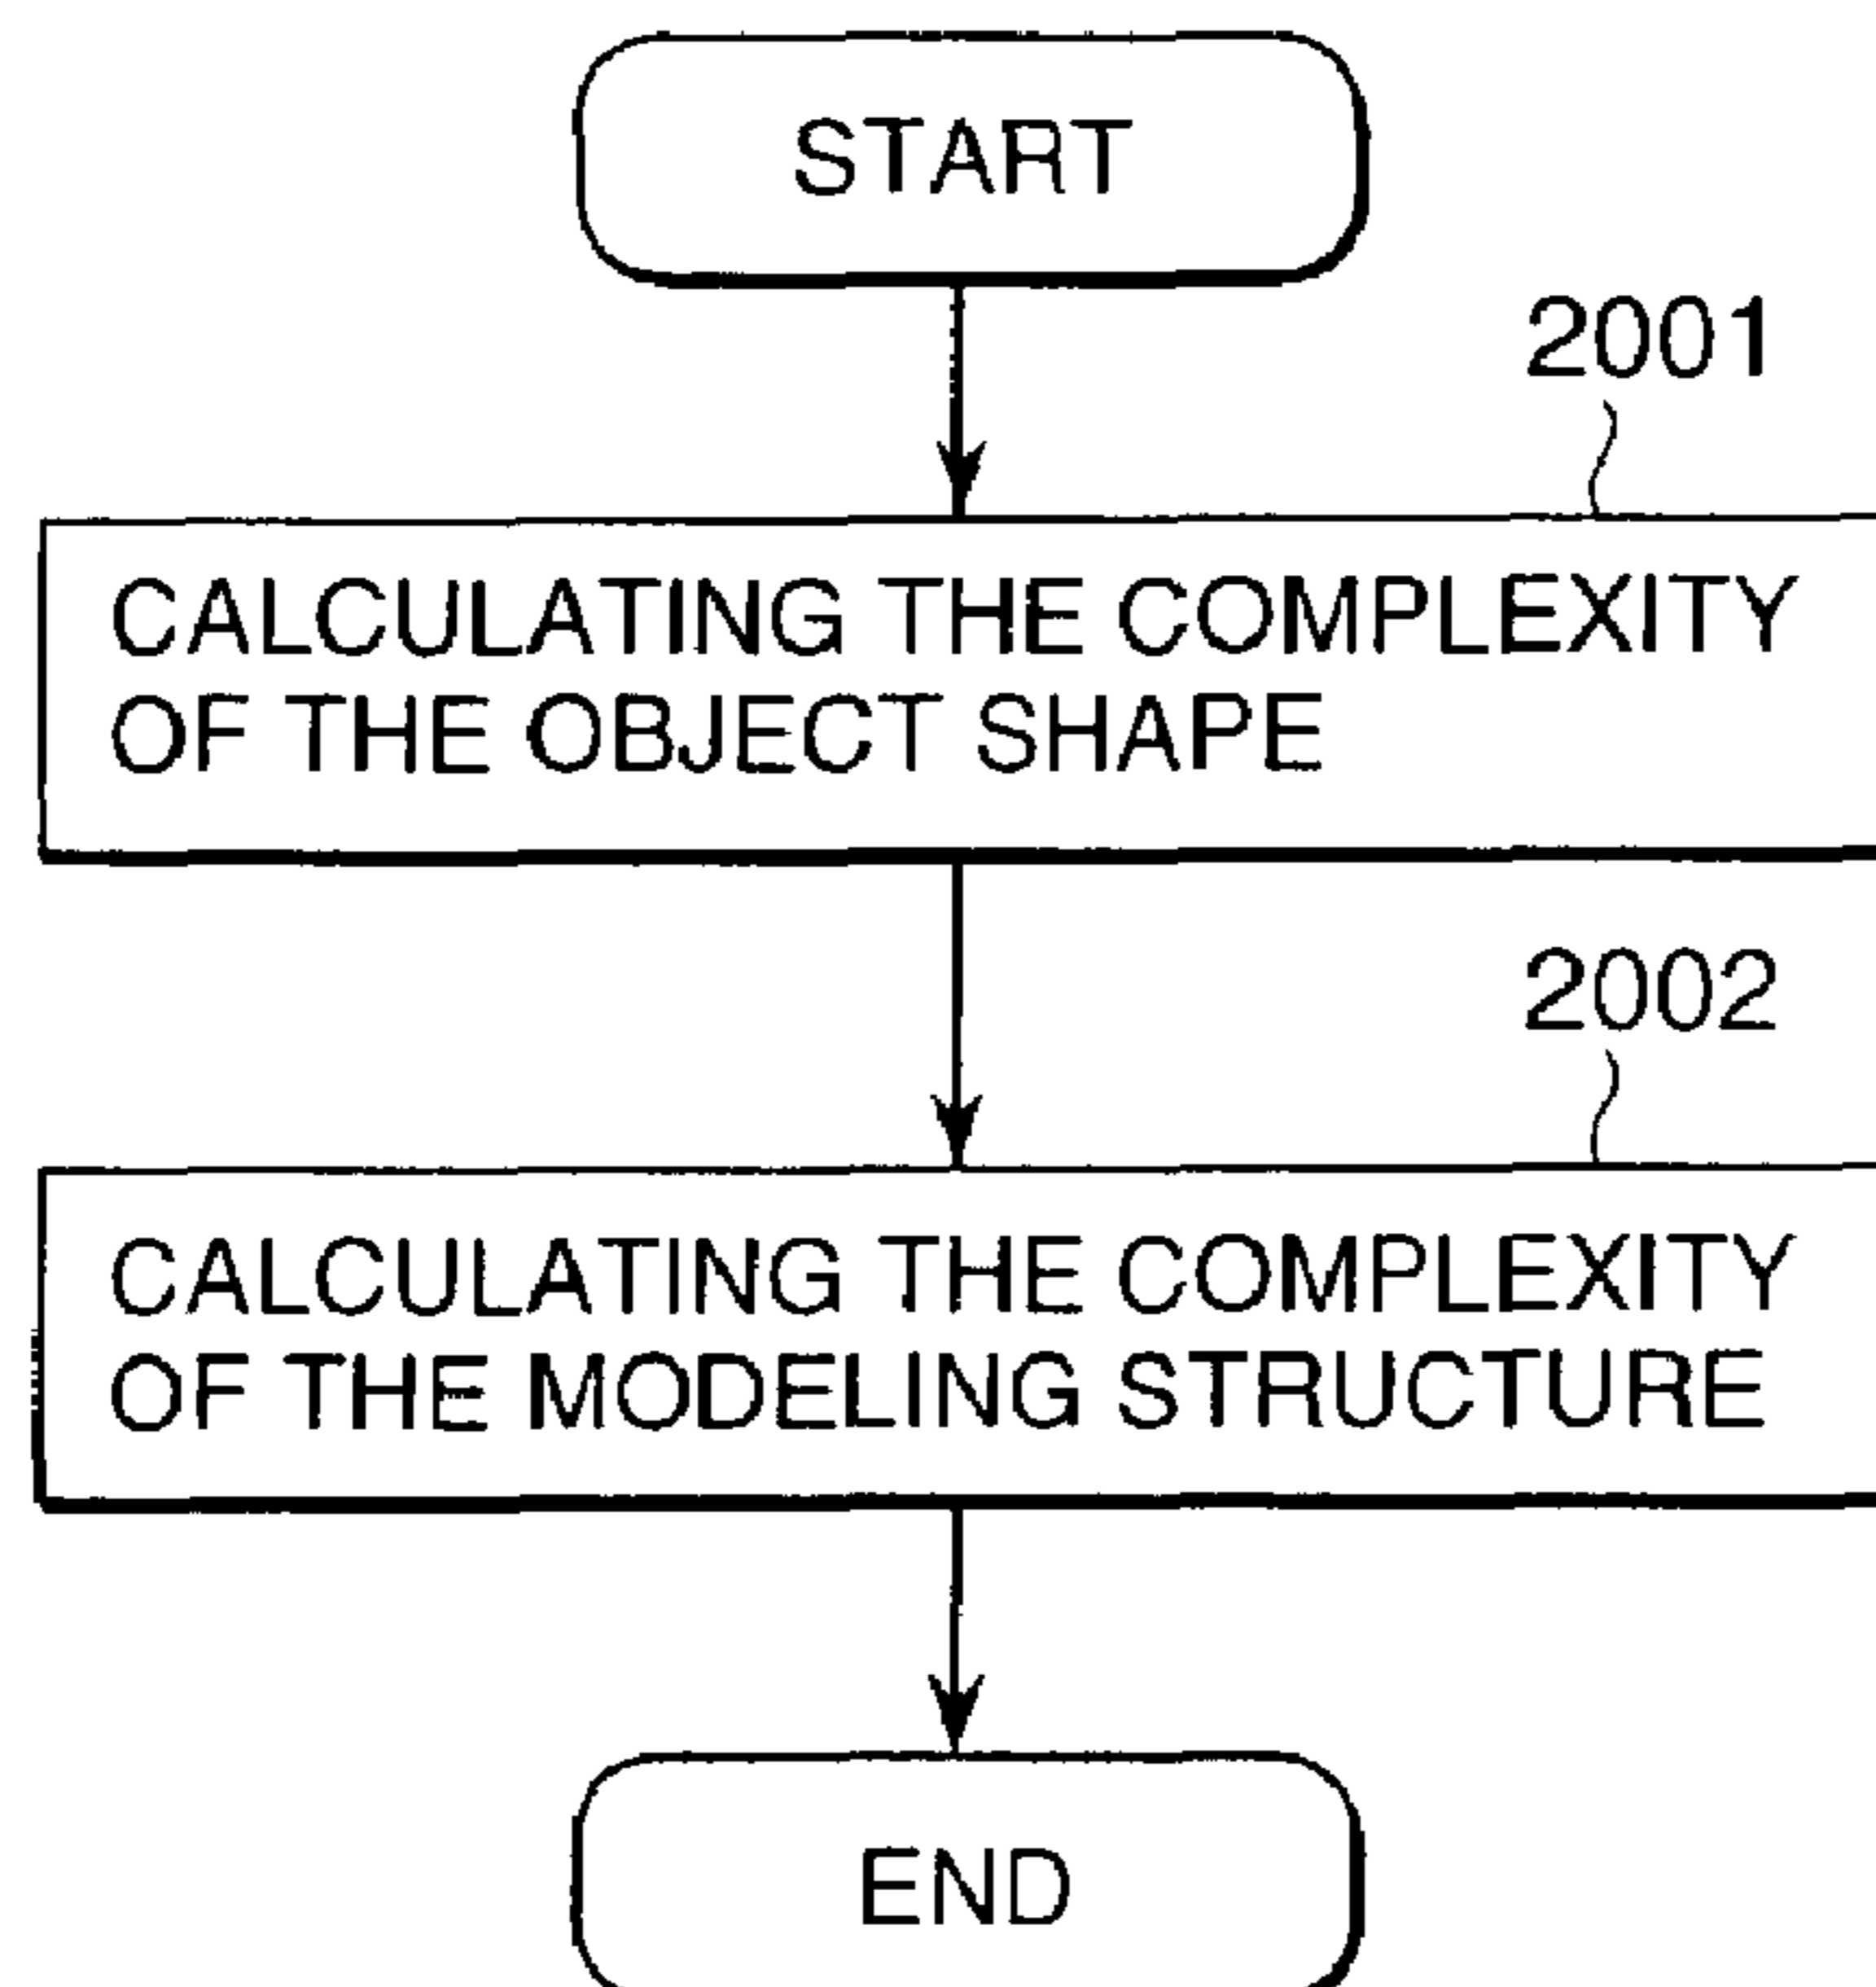 START
2001
CALCULATING THE COMPLEXITY
OF THE OBJECT SHAPE
2002
CALCULATING THE COMPLEXITY
OF THE MODELING STRUCTURE
END